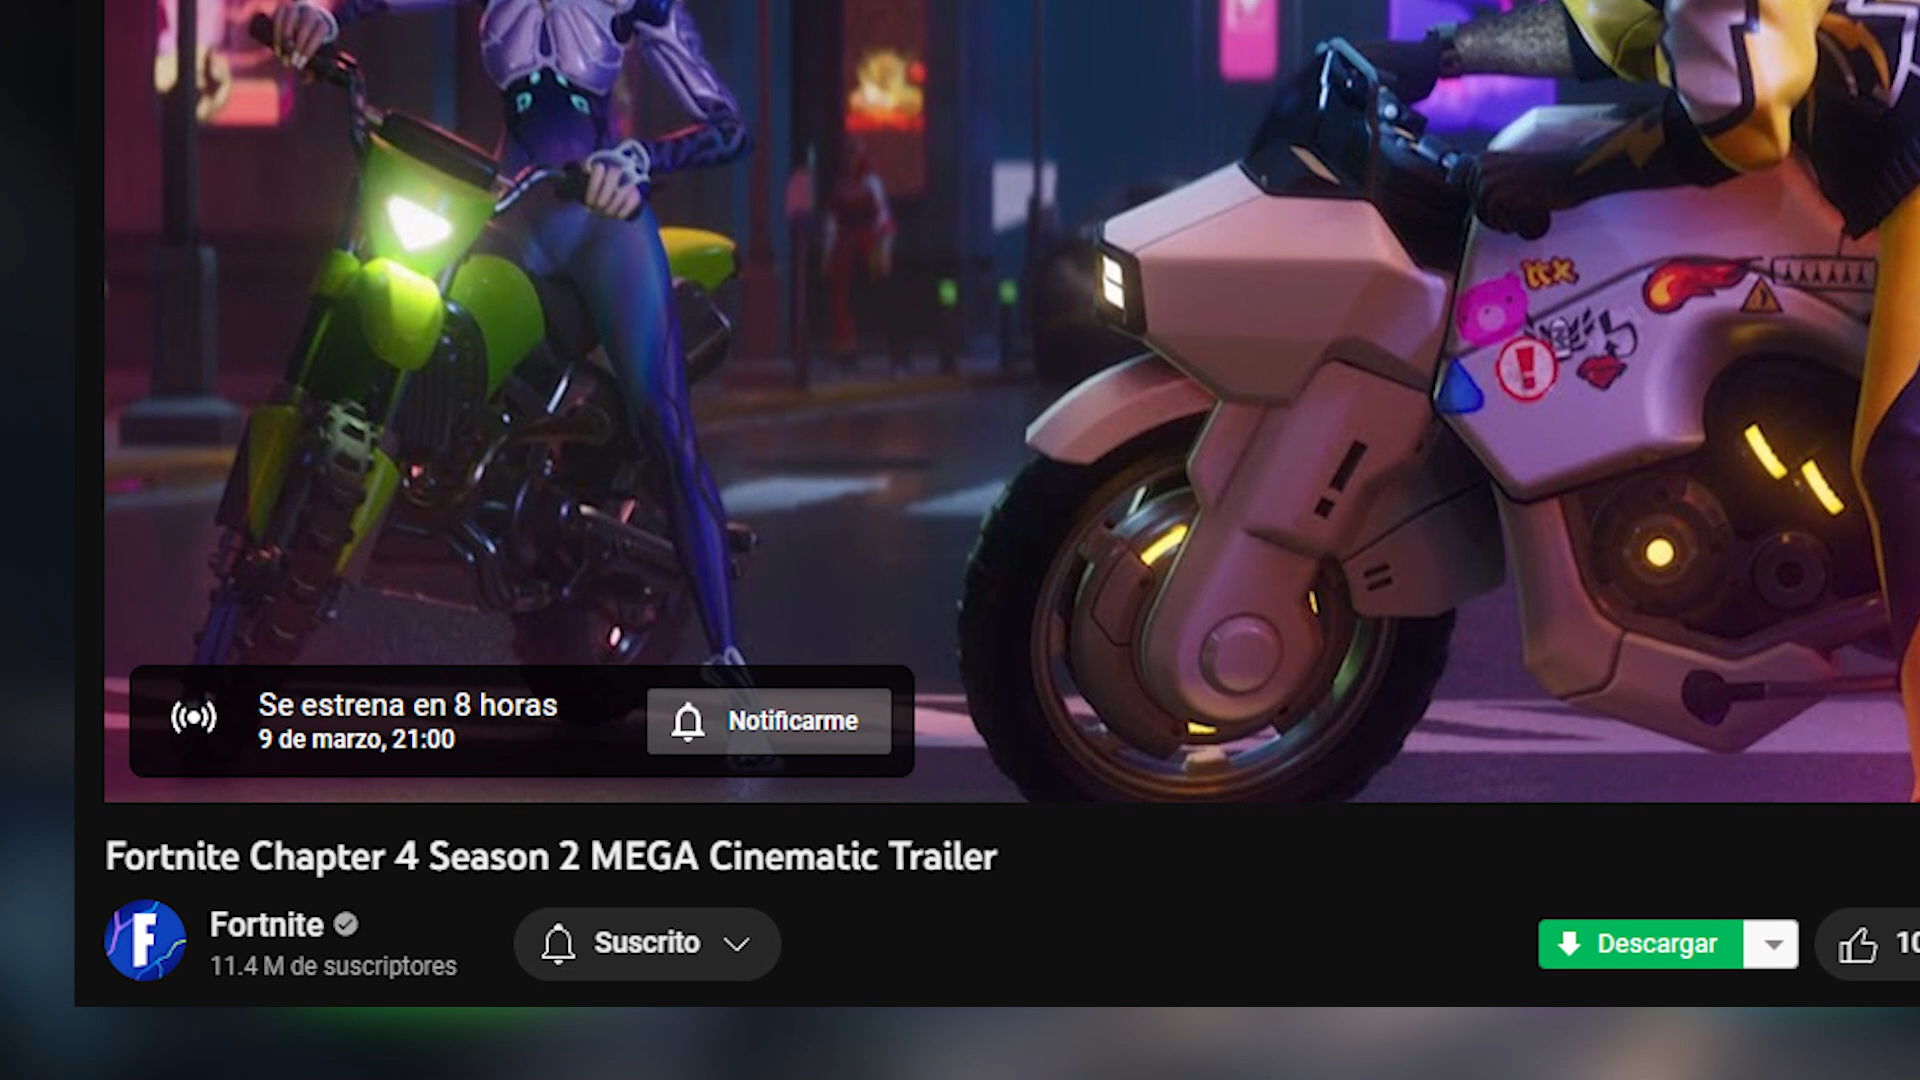 Se estrena en 8 horas
9 de marzo, 21:00
Notificarme
Fortnite Chapter 4 Season 2 MEGA Cinematic Trailer
F
Fortnite
11.4 M de suscriptores
Suscrito
Descargar
10